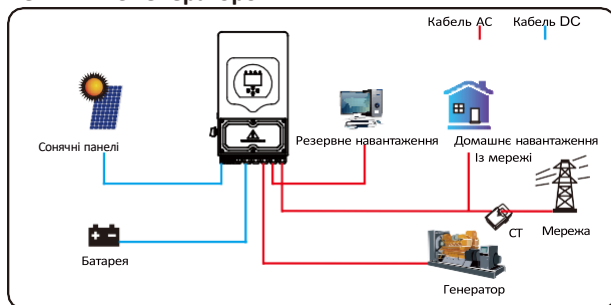 Кабель AC
Кабель DC
Сонячні панелі
Резервне навантаження
Домашнє навантаження
Із мережі
СТ
Мережа
Батарея
Генератор